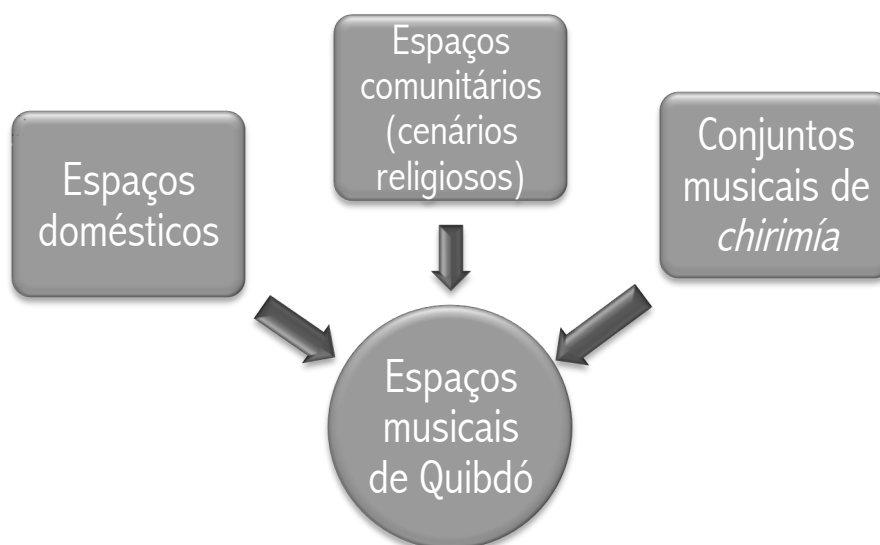 Espaços
domésticos
Espaços
comunitários
(cenários
religiosos)
Conjuntos
musicais de
chirimía
Espaços
musicais
de Quibdó